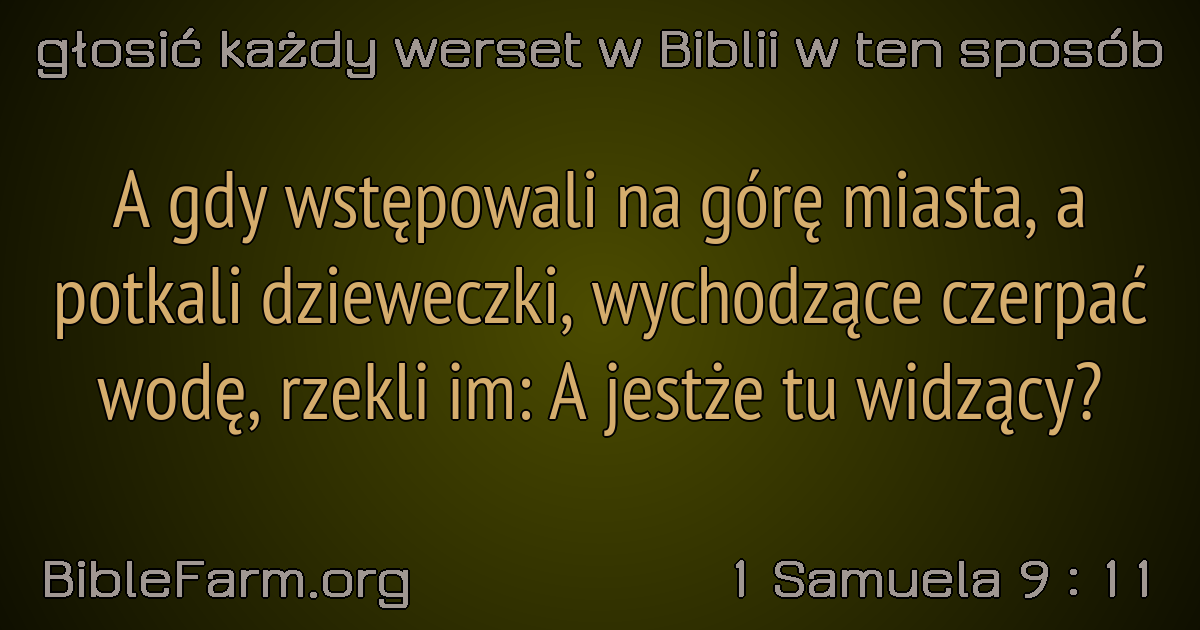 głosić każdy werset w Biblii w ten sposób
A gdy wstępowali na górę miasta, a
potkali dzieweczki, wychodzące czerpać
wodę, rzekli im: A jestże tu widzący?
BibleFarm.org
1 Samuela 9 : 11